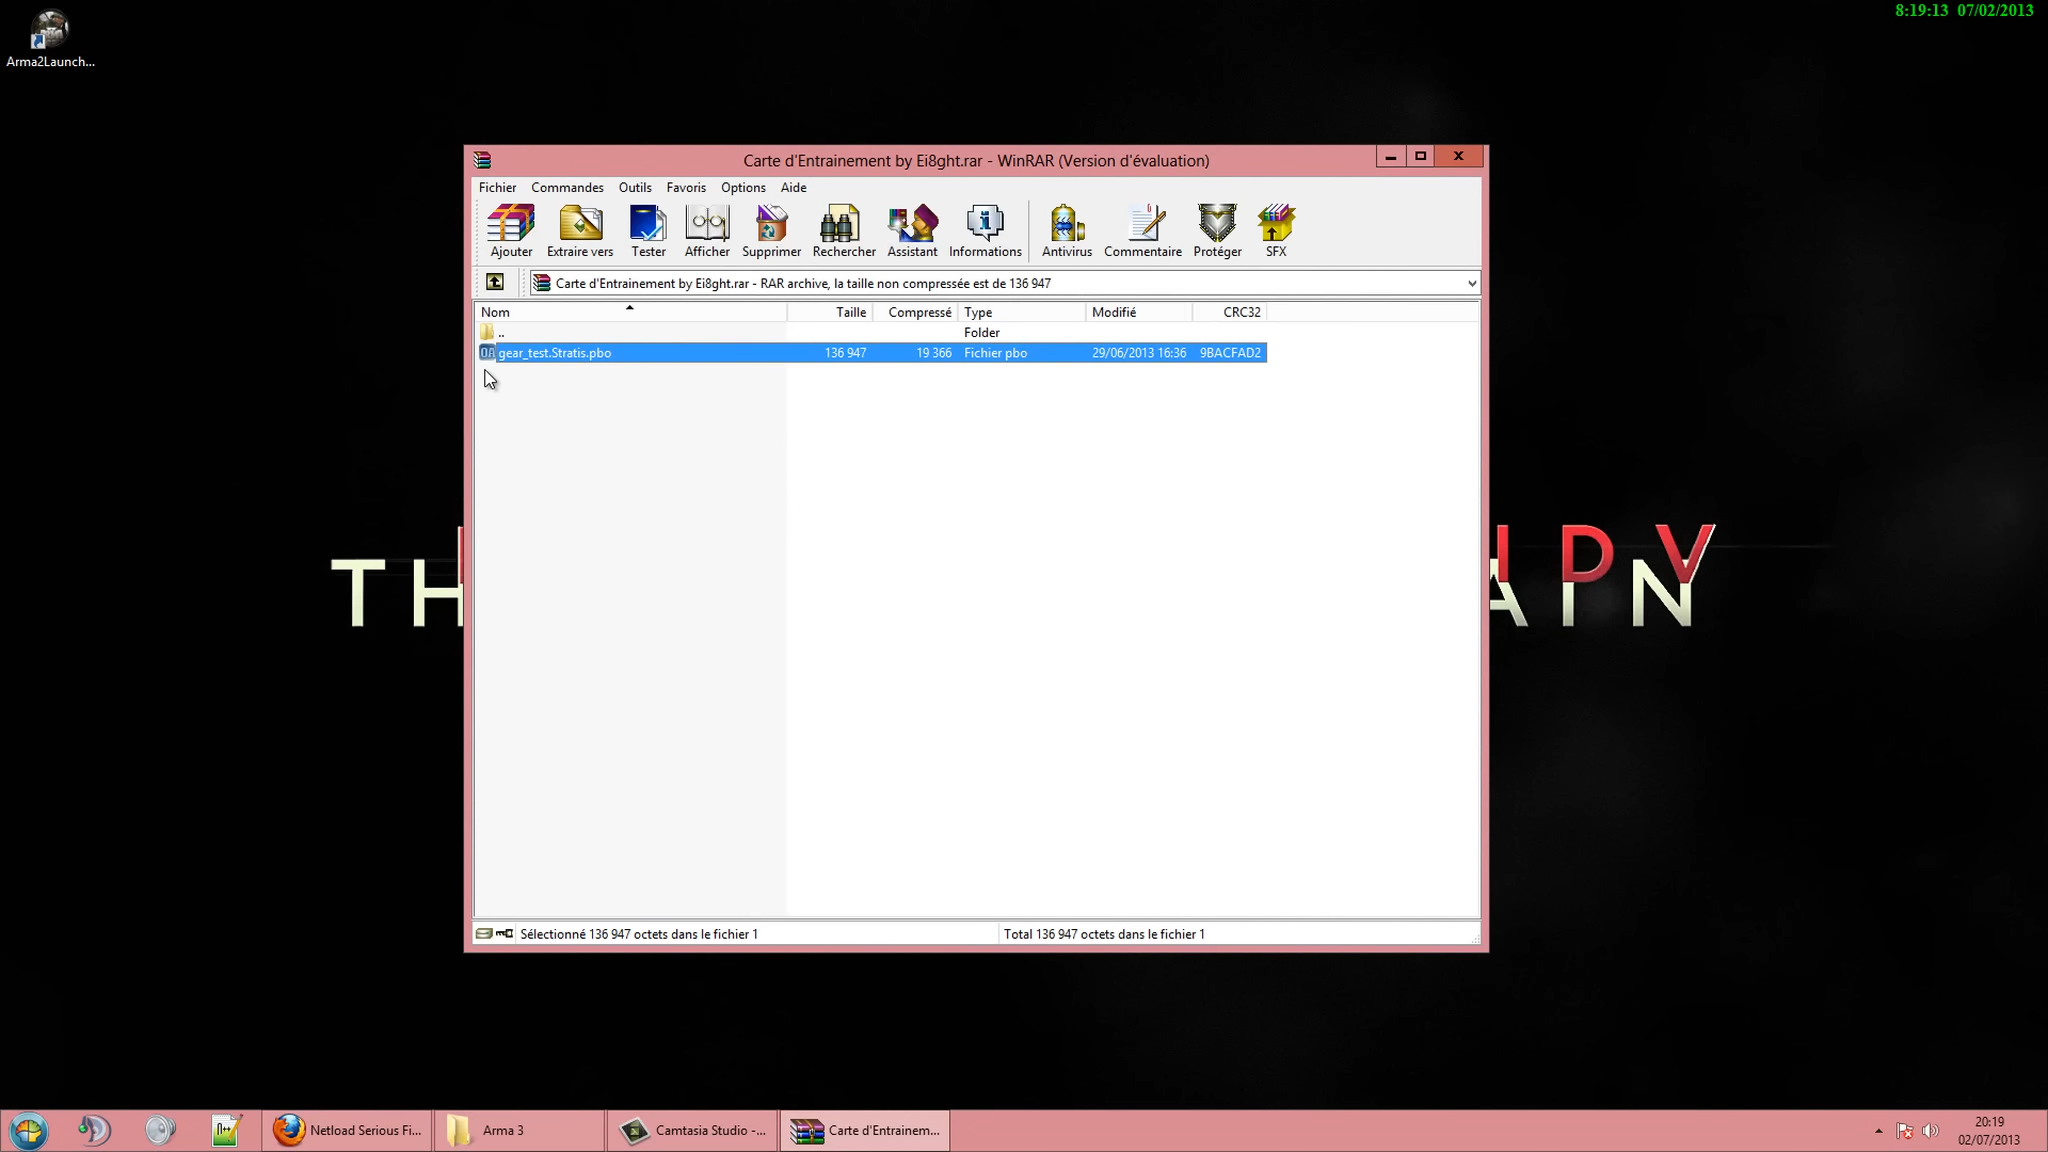 8:19:13 07/02/2013
Arma2Launch...
Carte d'Entrainement by Ei8ght.rar - WinRAR (Version d'évaluation)
Fichier Commandes Outils Favoris Options Aide
Ajouter Extraire vers Tester Afficher Supprimer Rechercher Assistant Informations Antivirus Commentaire Protéger SFX
Carte d'Entrainement by Ei8ght.rar - RAR archive, la taille non compressée est de 136 947
Nom Taille Compressé Type Modifié CRC32
.. Folder
gear_test.Stratis.pbo 136 947 19 366 Fichier pbo 29/06/2013 16:36 9BACFAD2
I D V
TH AIN
Sélectionné 136 947 octets dans le fichier 1 Total 136 947 octets dans le fichier 1
Netload Serious Fi... Arma 3 Camtasia Studio -... Carte d'Entrainem...
20:19
02/07/2013